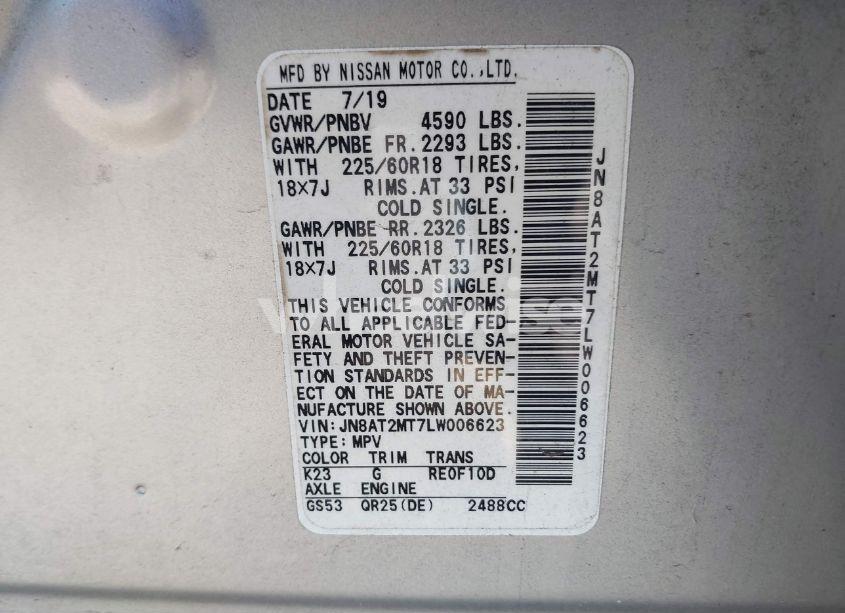 MFD BY NISSAN MOTOR CO.,LTD.
DATE 7/19
GVWR/PNBV 4590 LBS.
GAWR/PNBE FR. 2293 LBS.
WITH 225/60R18 TIRES,
18×7J RIMS.AT 33 PSI
COLD SINGLE.
GAWR/PNBE RR. 2326 LBS.
WITH 225/60R18 TIRES,
18×7J RIMS.AT 33 PSI
COLD SINGLE.
THIS VEHICLE CONFORMS
TO ALL APPLICABLE FED-
ERAL MOTOR VEHICLE SA-
FETY AND THEFT PREVEN-
TION STANDARDS IN EFF-
ECT ON THE DATE OF MA-
NUFACTURE SHOWN ABOVE.
VIN:JN8AT2MT7LW006623
TYPE:MPV
COLOR TRIM TRANS
K23 G RE0F10D
AXLE ENGINE
GS53 QR25(DE) 2488CC
JN8AT2MT7LW006623